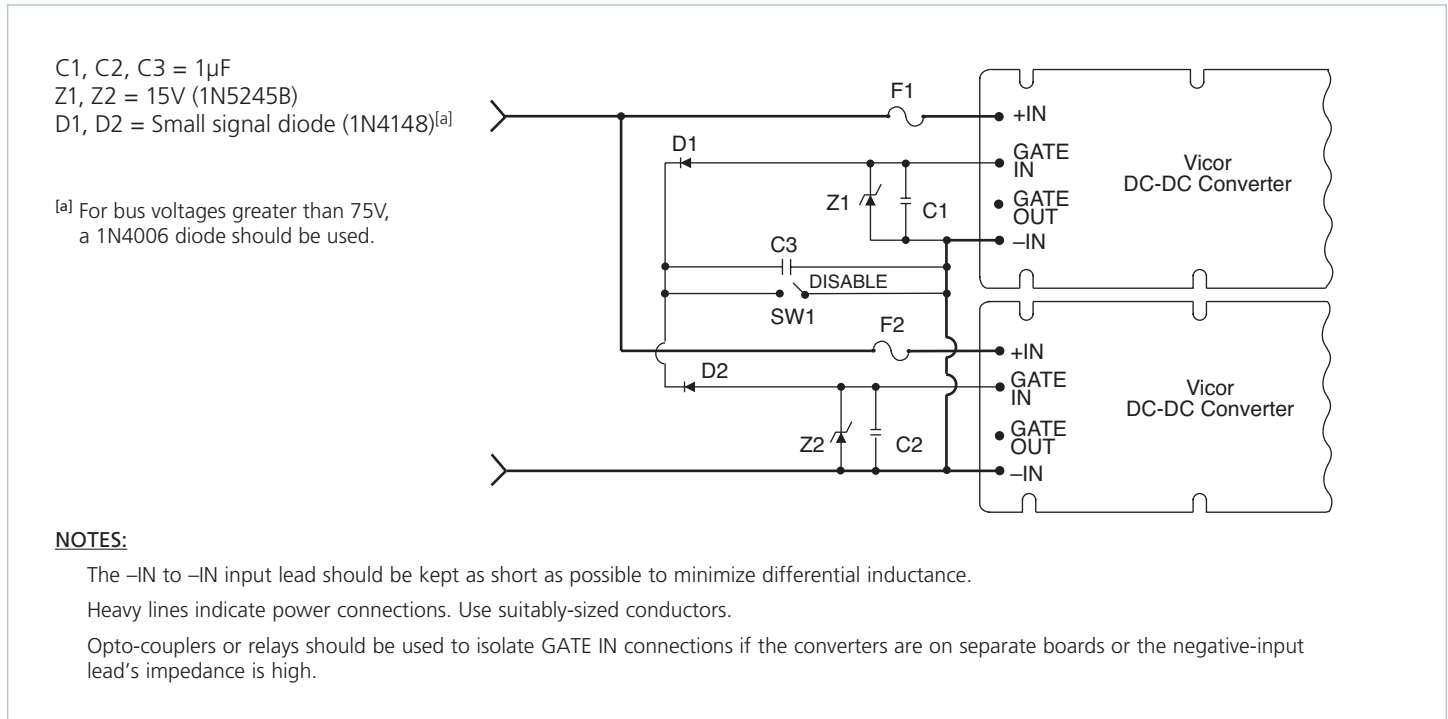 C1, C2, C3 = 1µF
Z1, Z2 = 15V (1N5245B)
D1, D2 = Small signal diode (1N4148)[a]
[a] For bus voltages greater than 75V,
a 1N4006 diode should be used.
F1
+IN
D1
GATE
IN
Vicor
DC-DC Converter
Z1
C1
GATE
OUT
–IN
C3
DISABLE
SW1
F2
+IN
D2
GATE
IN
Vicor
DC-DC Converter
Z2
C2
GATE
OUT
–IN
NOTES:
The –IN to –IN input lead should be kept as short as possible to minimize differential inductance.
Heavy lines indicate power connections. Use suitably-sized conductors.
Opto-couplers or relays should be used to isolate GATE IN connections if the converters are on separate boards or the negative-input
lead’s impedance is high.